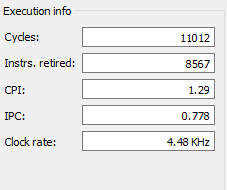 Execution info
Cycles: 11012
Instrs. retired: 8567
CPI: 1.29
IPC: 0.778
Clock rate: 4.48 KHz